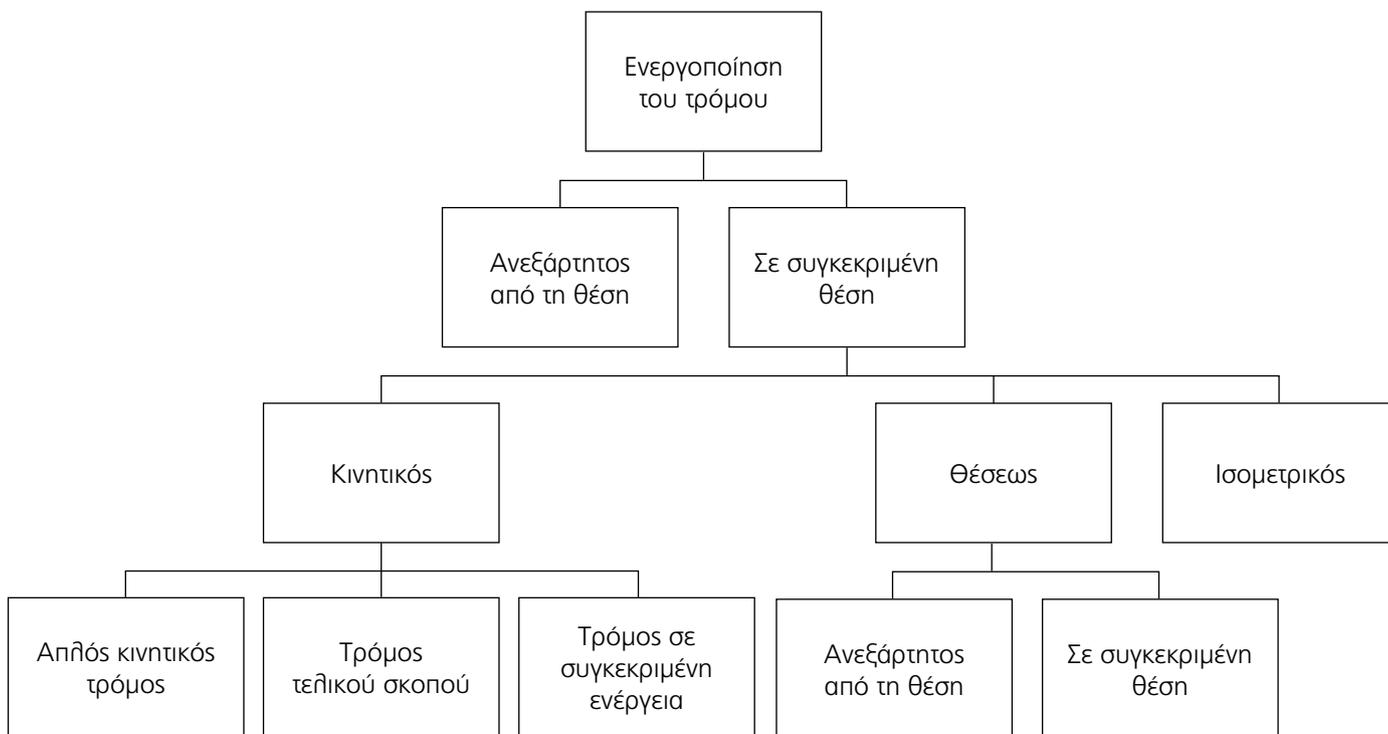 Ενεργοποίηση
του τρόμου
Ανεξάρτητος
από τη θέση
Σε συγκεκριμένη
θέση
Κινητικός
Θέσεως
Ισομετρικός
Απλός κινητικός
τρόμος
Τρόμος
τελικού σκοπού
Τρόμος σε
συγκεκριμένη
ενέργεια
Ανεξάρτητος
από τη θέση
Σε συγκεκριμένη
θέση